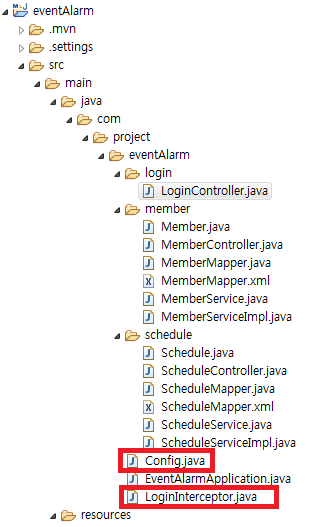 eventAlarm
.mvn
.settings
src
main
java
com
project
eventAlarm
login
LoginController.java
member
Member.java
MemberController.java
MemberMapper.java
MemberMapper.xml
MemberService.java
MemberServiceImpl.java
schedule
Schedule.java
ScheduleController.java
ScheduleMapper.java
ScheduleMapper.xml
ScheduleService.java
ScheduleServiceImpl.java
Config.java
EventAlarmApplication.java
LoginInterceptor.java
resources